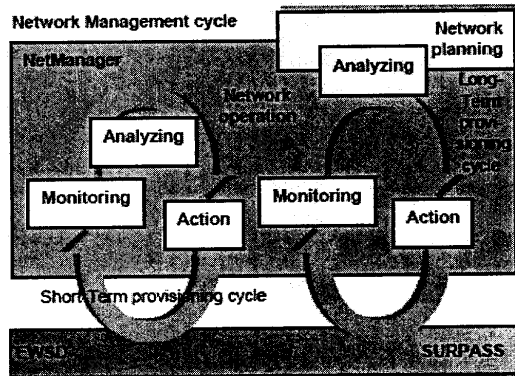 Network Management cycle
Network
planning
NetManager
Analyzing
Long-
Term
provi-
sioning
cycle
Network
operation
Analyzing
Monitoring
Action
Monitoring
Action
Short-Term provisioning cycle
EWSD
SURPASS